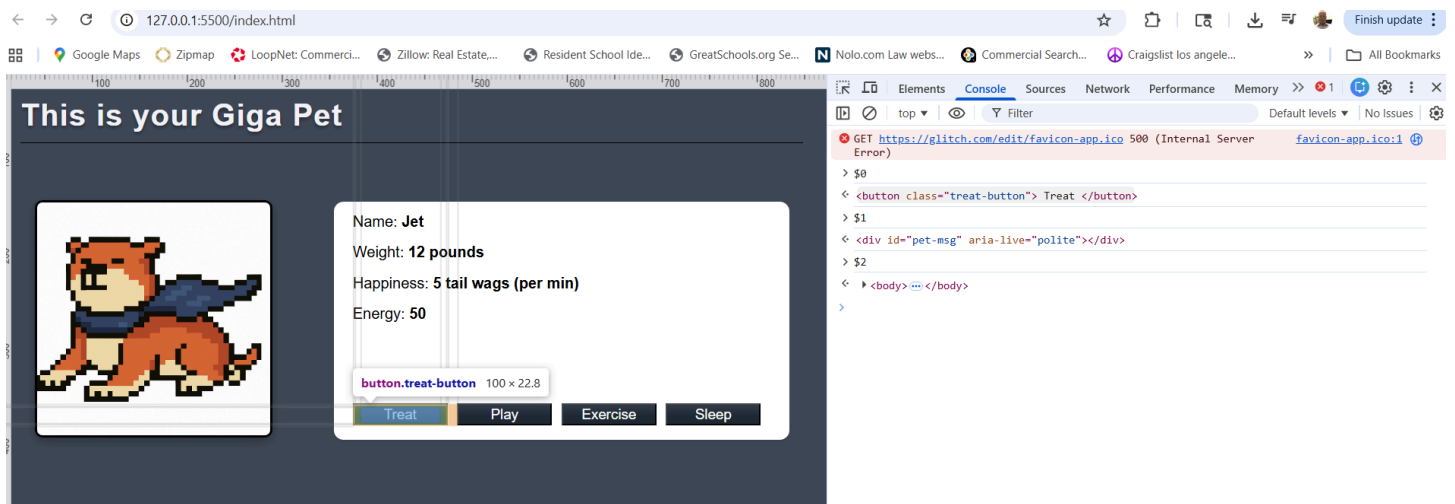 127.0.0.1:5500/index.html
Finish update
Google Maps
Zipmap
LoopNet: Commerci...
Zillow: Real Estate,...
Resident School Ide...
GreatSchools.org Se...
Nolo.com Law webs...
Commercial Search...
Craigslist los angele...
»
All Bookmarks
100 200 300 400 500 600 700 800
This is your Giga Pet
Name: Jet
Weight: 12 pounds
Happiness: 5 tail wags (per min)
Energy: 50
button.treat-button 100 × 22.8
Treat
Play
Exercise
Sleep
Elements
Console
Sources
Network
Performance
Memory
»
1
top ▼
Filter
Default levels ▼
No Issues
GET https://glitch.com/edit/favicon-app.ico 500 (Internal Server favicon-app.ico:1
Error)
> $0
<button class="treat-button"> Treat </button>
> $1
<div id="pet-msg" aria-live="polite"></div>
> $2
<body>…</body>
>